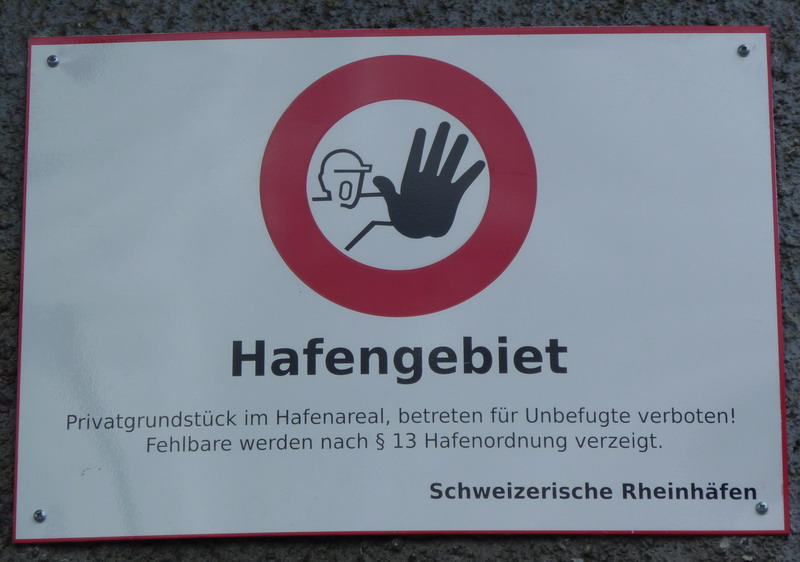 Hafengebiet
Privatgrundstück im Hafenareal, betreten für Unbefugte verboten!
Fehlbare werden nach § 13 Hafenordnung verzeigt.
Schweizerische Rheinhäfen